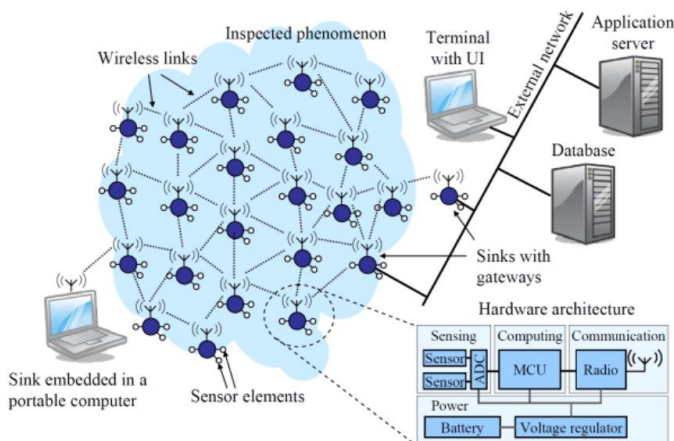 Inspected phenomenon
Wireless links
Terminal
with UI
External network
Application
server
Database
Sinks with
gateways
Sink embedded in a
portable computer
Sensor elements
Hardware architecture
Sensing
Computing
Communication
Sensor
Sensor
ADC
MCU
Radio
Power
Battery
Voltage regulator